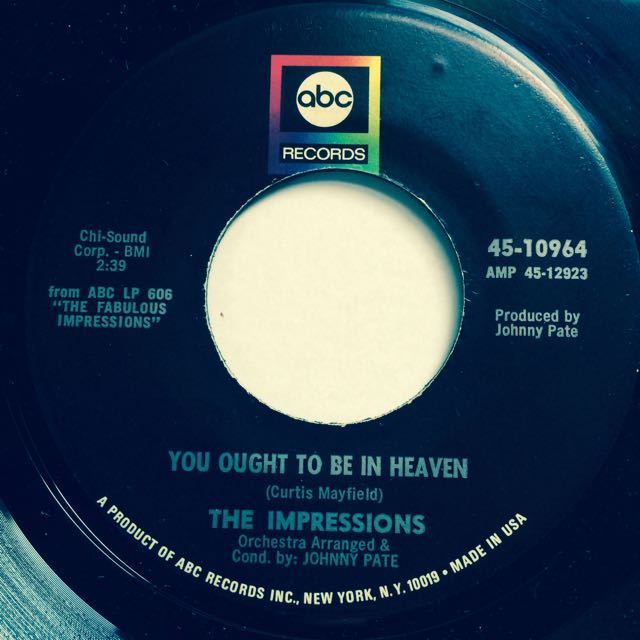 abc
RECORDS
Chi-Sound
Corp. - BMI
2:39
from ABC LP 606
"THE FABULOUS
IMPRESSIONS"
45-10964
AMP 45-12923
Produced by
Johnny Pate
YOU OUGHT TO BE IN HEAVEN
(Curtis Mayfield)
THE IMPRESSIONS
Orchestra Arranged &
Cond. by: JOHNNY PATE
A PRODUCT OF ABC RECORDS INC., NEW YORK, N.Y. 10019 • MADE IN USA